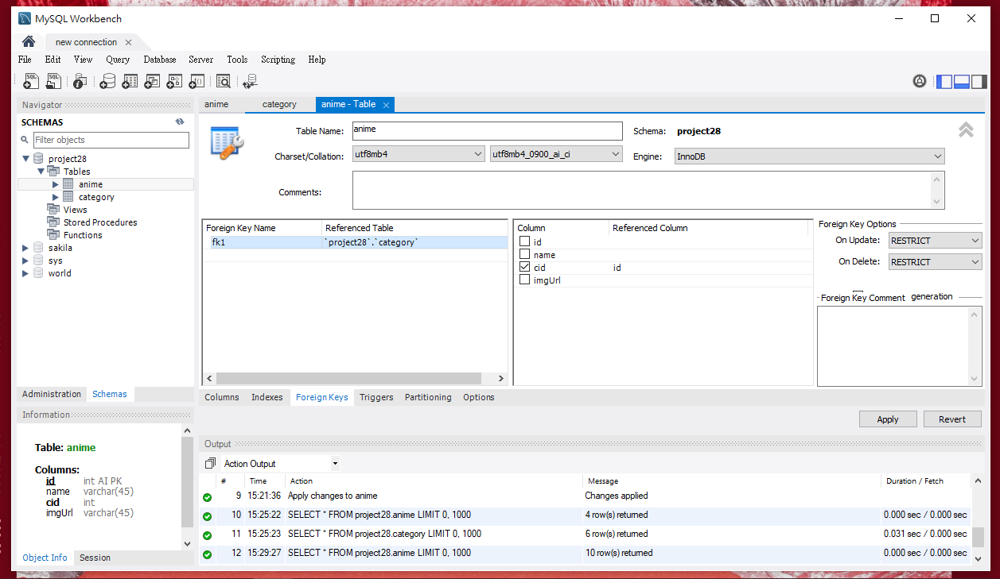 MySQL Workbench
new connection
File Edit View Query Database Server Tools Scripting Help
Navigator
SCHEMAS
Filter objects
project28
Tables
anime
category
Views
Stored Procedures
Functions
sakila
sys
world
Administration Schemas
Information
Table: anime
Columns:
id int AI PK
name varchar(45)
cid int
imgUrl varchar(45)
Object Info Session
anime category anime - Table
Table Name: anime Schema: project28
Charset/Collation: utf8mb4 utf8mb4_0900_ai_ci Engine: InnoDB
Comments:
Foreign Key Name Referenced Table
fk1 `project28`.`category`
Column Referenced Column
id
name
cid id
imgUrl
Foreign Key Options
On Update: RESTRICT
On Delete: RESTRICT
Foreign Key Comment generation
Columns Indexes Foreign Keys Triggers Partitioning Options
Apply Revert
Output
Action Output
# Time Action Message Duration / Fetch
9 15:21:36 Apply changes to anime Changes applied
10 15:25:22 SELECT * FROM project28.anime LIMIT 0, 1000 4 row(s) returned 0.000 sec / 0.000 sec
11 15:25:23 SELECT * FROM project28.category LIMIT 0, 1000 6 row(s) returned 0.031 sec / 0.000 sec
12 15:29:27 SELECT * FROM project28.anime LIMIT 0, 1000 10 row(s) returned 0.000 sec / 0.000 sec